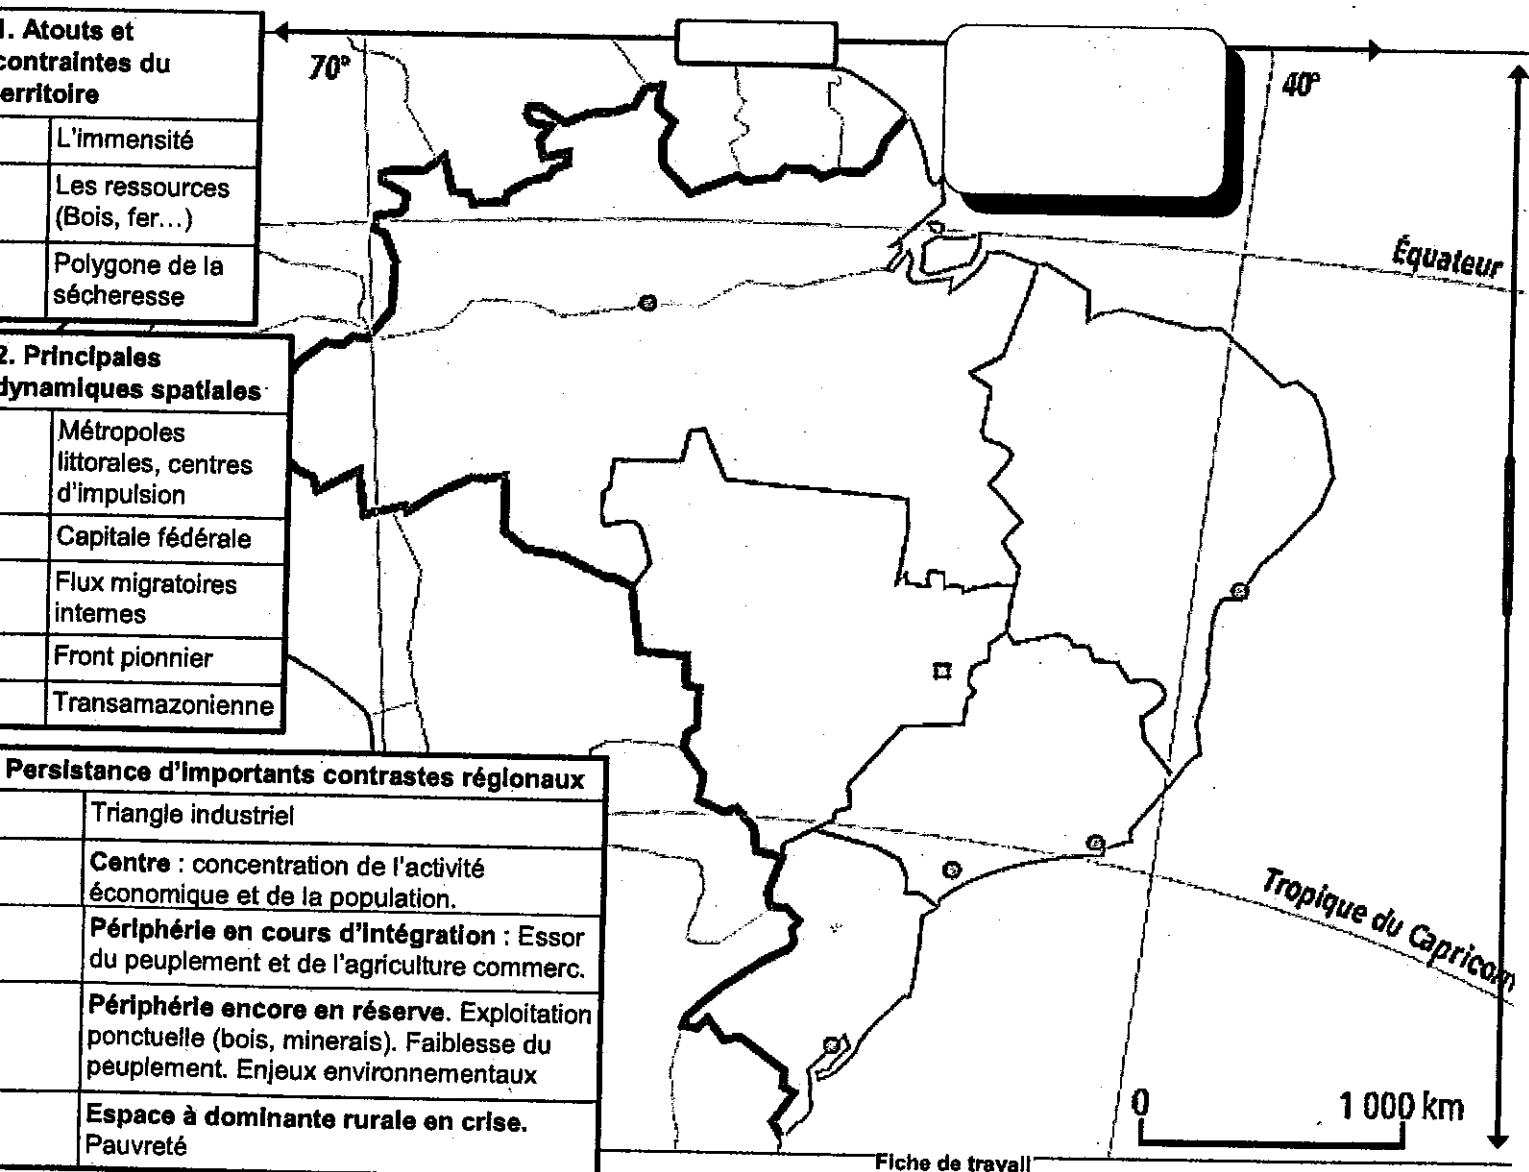 1. Atouts et
contraintes du
territoire
L'immensité
Les ressources
(Bois, fer...)
Polygone de la
sécheresse
2. Principales
dynamiques spatiales
Métropoles
littorales, centres
d'impulsion
Capitale fédérale
Flux migratoires
internes
Front pionnier
Transamazonienne
Persistance d'importants contrastes régionaux
Triangle industriel
Centre : concentration de l'activité
économique et de la population.
Périphérie en cours d'intégration : Essor
du peuplement et de l'agriculture commerc.
Périphérie encore en réserve. Exploitation
ponctuelle (bois, minerais). Faiblesse du
peuplement. Enjeux environnementaux
Espace à dominante rurale en crise.
Pauvreté
70°
40°
Équateur
Tropique du Capricorn
0 1 000 km
Fiche de travail